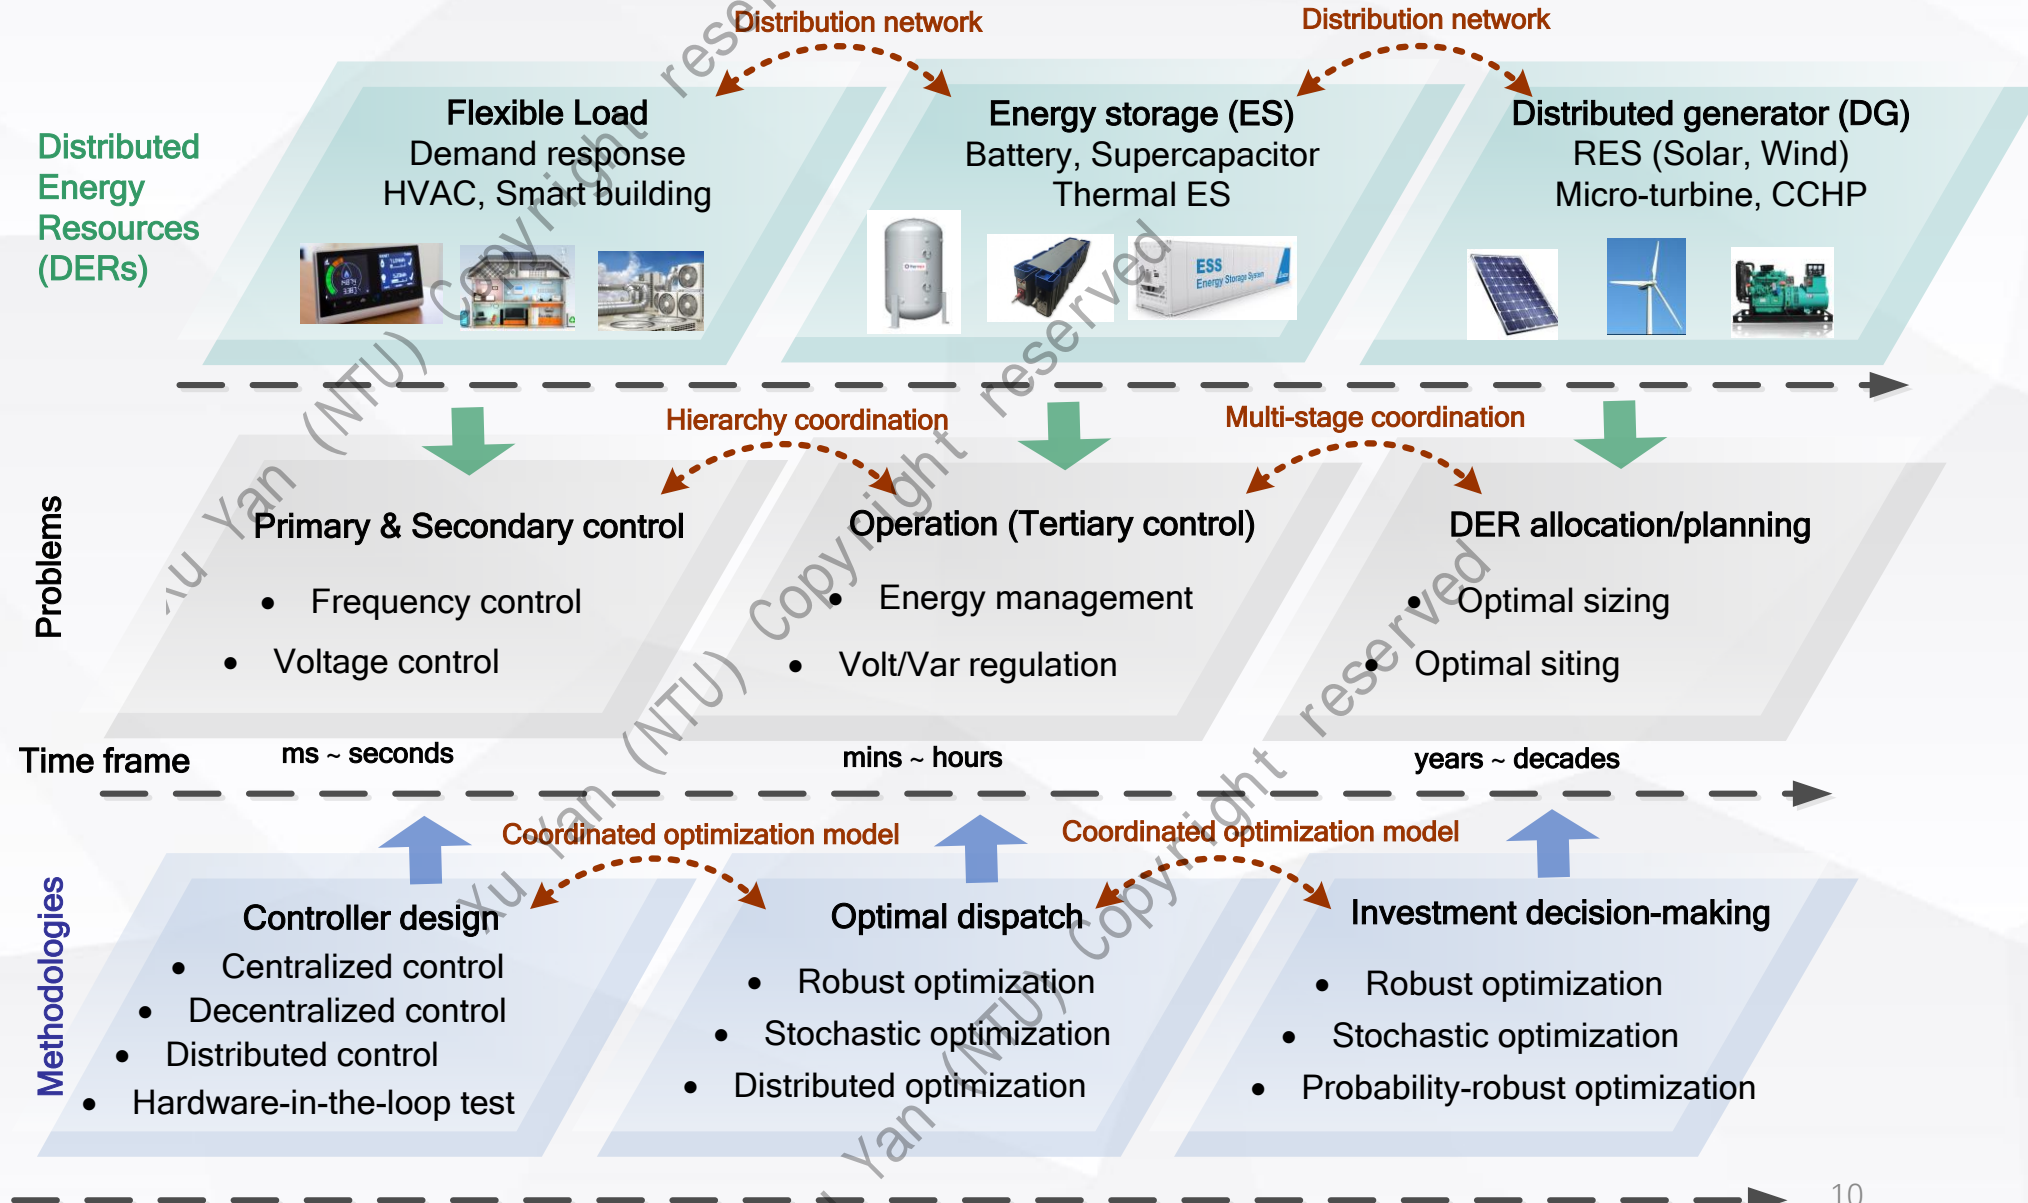 Distribution network
Distribution network
Distributed
Energy
Resources
(DERs)
Flexible Load
Demand response
HVAC, Smart building
Energy storage (ES)
Battery, Supercapacitor
Thermal ES
ESS
Energy Storage System
Distributed generator (DG)
RES (Solar, Wind)
Micro-turbine, CCHP
Hierarchy coordination
Multi-stage coordination
Problems
Primary & Secondary control
• Frequency control
• Voltage control
Operation (Tertiary control)
• Energy management
• Volt/Var regulation
DER allocation/planning
• Optimal sizing
• Optimal siting
Time frame
ms ~ seconds
mins ~ hours
years ~ decades
Coordinated optimization model
Coordinated optimization model
Methodologies
Controller design
• Centralized control
• Decentralized control
• Distributed control
• Hardware-in-the-loop test
Optimal dispatch
• Robust optimization
• Stochastic optimization
• Distributed optimization
Investment decision-making
• Robust optimization
• Stochastic optimization
• Probability-robust optimization
Xu Yan (NTU) Copyright reserved
Xu Yan (NTU) Copyright reserved
Yan (NTU) Copyright reserved
10